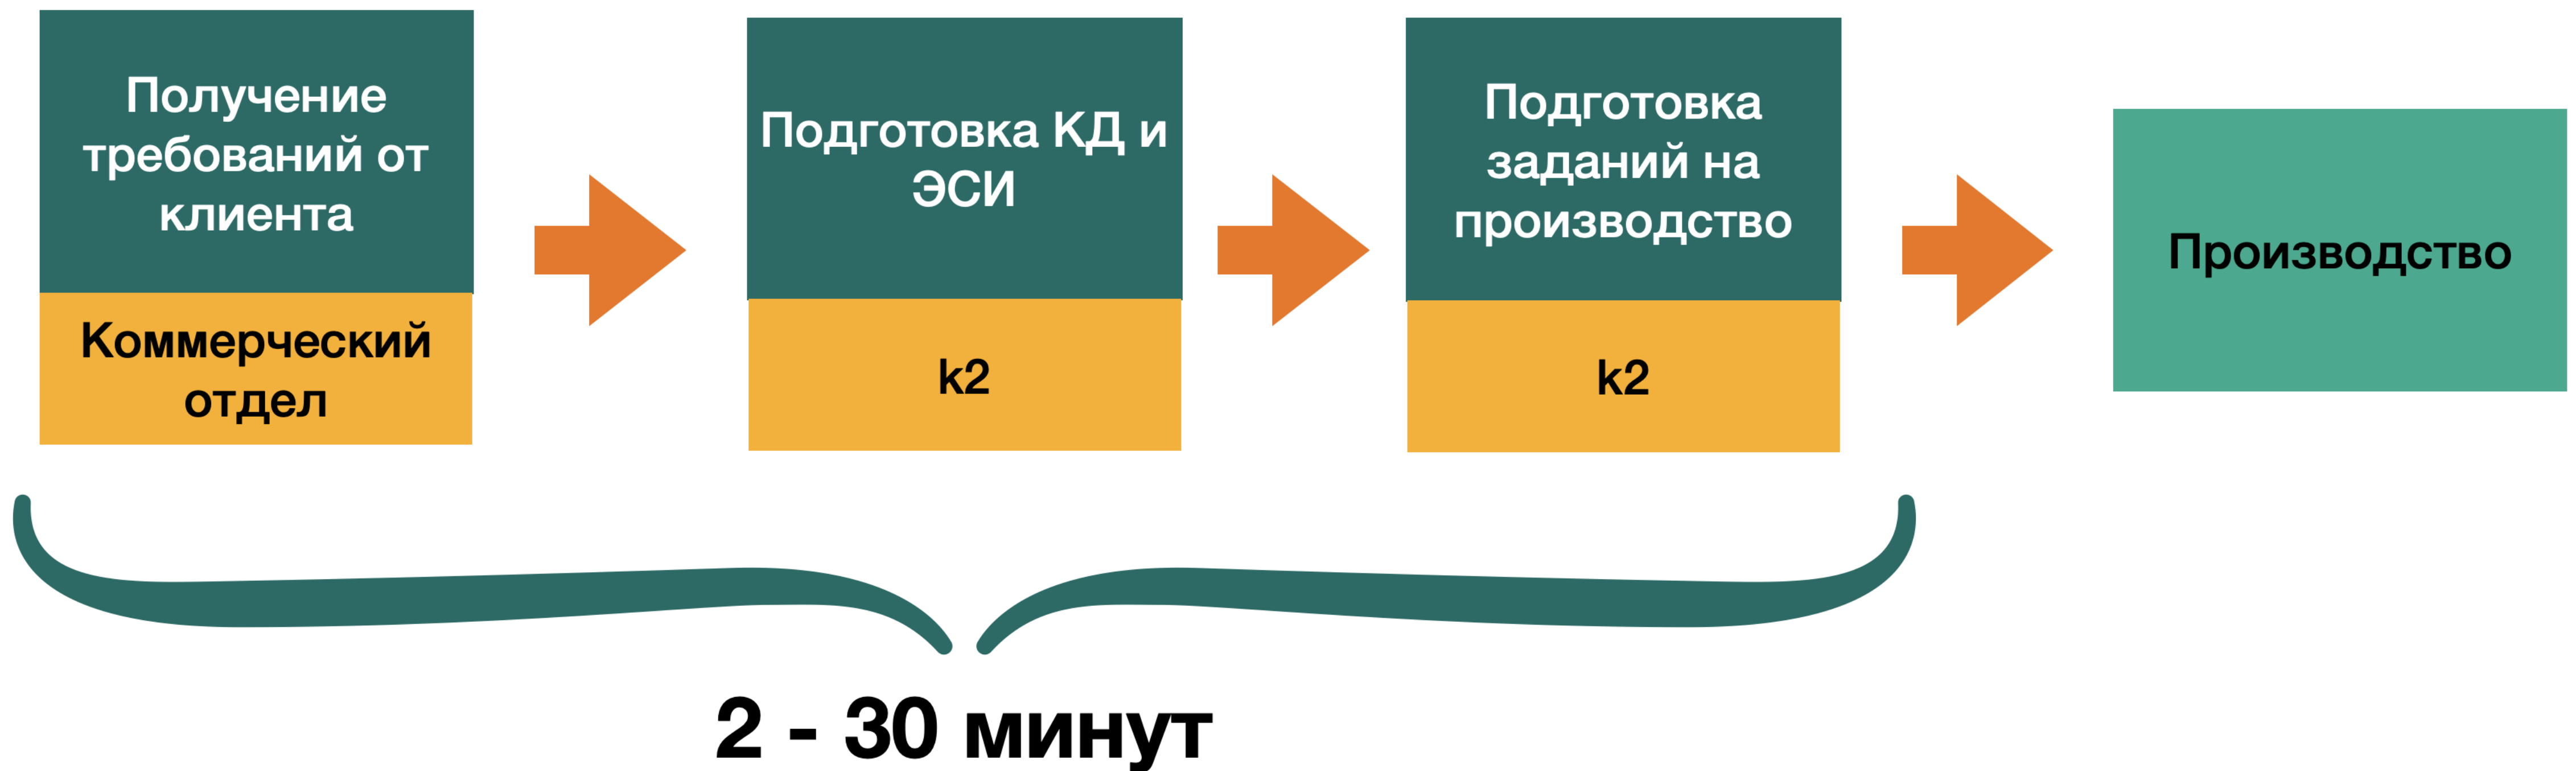 Получение
требований от
клиента
Коммерческий
отдел
Подготовка КД и
ЭСИ
k2
Подготовка
заданий на
производство
k2
Производство
2 - 30 минут